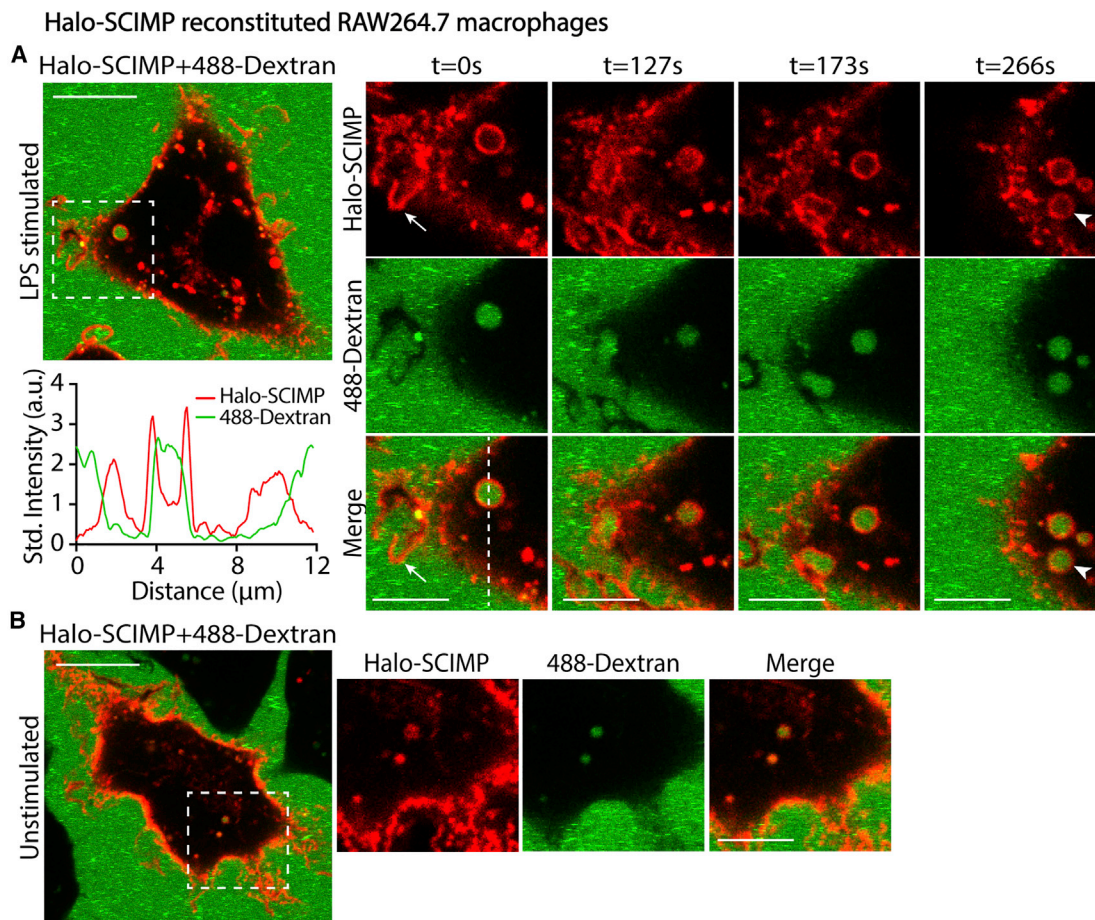 Halo-SCIMP reconstituted RAW264.7 macrophages
A
Halo-SCIMP+488-Dextran
LPS stimulated
t=0s
t=127s
t=173s
t=266s
Halo-SCIMP
488-Dextran
Merge
Std. Intensity (a.u.)
4
3
2
1
0
Halo-SCIMP
488-Dextran
0
4
8
12
Distance (μm)
B
Halo-SCIMP+488-Dextran
Unstimulated
Halo-SCIMP
488-Dextran
Merge